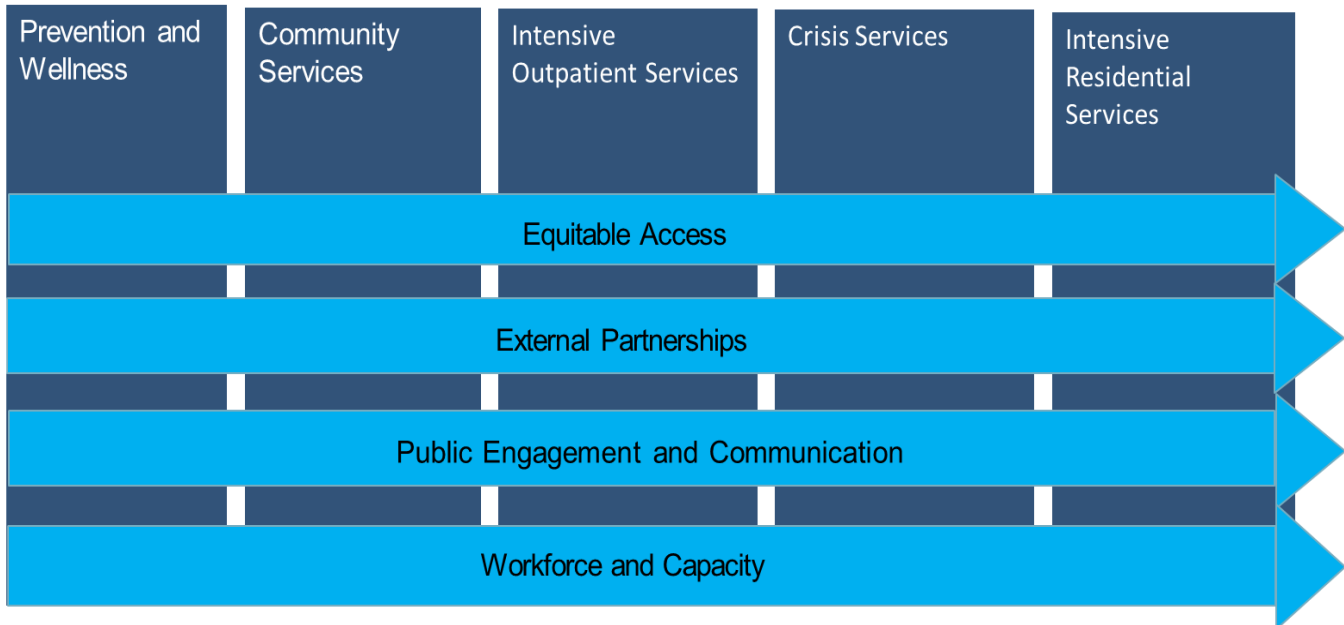 Prevention and
Wellness
Community
Services
Intensive
Outpatient Services
Crisis Services
Intensive
Residential
Services
Equitable Access
External Partnerships
Public Engagement and Communication
Workforce and Capacity